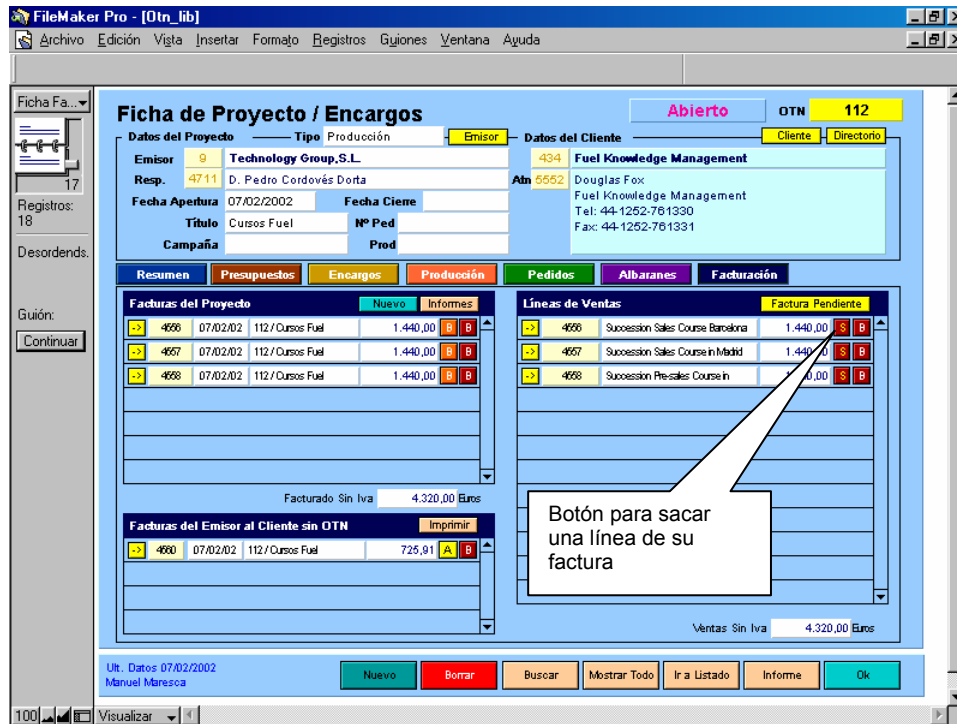 FileMaker Pro - [Otn_lib]
Archivo Edición Vista Insertar Formato Registros Guiones Ventana Ayuda
Ficha Fa...
17
Registros:
18
Desordends.
Guión:
Continuar
Ficha de Proyecto / Encargos
Abierto OTN 112
Datos del Proyecto Tipo Producción Emisor
Emisor 9 Technology Group,S.L.
Resp. 4711 D. Pedro Cordovés Dorta
Fecha Apertura 07/02/2002 Fecha Cierre
Título Cursos Fuel Nº Ped
Campaña Prod
Datos del Cliente Cliente Directorio
434 Fuel Knowledge Management
Atn 5552 Douglas Fox
Fuel Knowledge Management
Tel: 44-1252-761330
Fax: 44-1252-761331
Resumen Presupuestos Encargos Producción Pedidos Albaranes Facturación
Facturas del Proyecto Nuevo Informes
-> 4656 07/02/02 112 / Cursos Fuel 1.440,00 B B
-> 4657 07/02/02 112 / Cursos Fuel 1.440,00 B B
-> 4658 07/02/02 112 / Cursos Fuel 1.440,00 B B
Facturado Sin Iva 4.320,00 Euros
Facturas del Emisor al Cliente sin OTN Imprimir
-> 4660 07/02/02 112 / Cursos Fuel 725,91 A B
Líneas de Ventas Factura Pendiente
-> 4656 Succession Sales Course Barcelona 1.440,00 S B
-> 4657 Succession Sales Course in Madrid 1.440,00 S B
-> 4658 Succession Pre-sales Course in 1.440,00 S B
Botón para sacar
una línea de su
factura
Ventas Sin Iva 4.320,00 Euros
Ult. Datos 07/02/2002
Manuel Maresca
Nuevo Borrar Buscar Mostrar Todo Ir a Listado Informe Ok
100 Visualizar